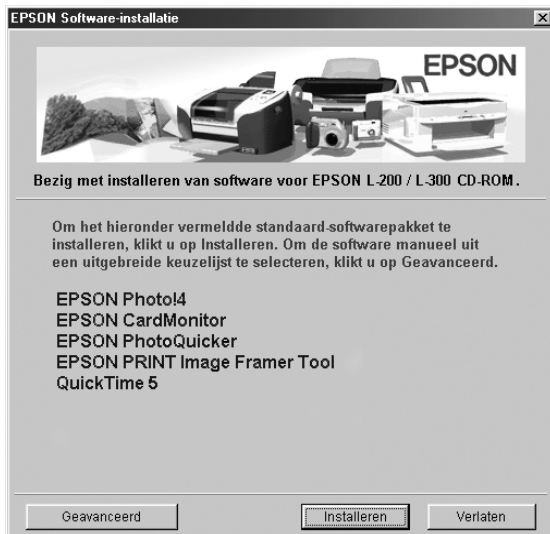 EPSON Software-installatie
EPSON
Bezig met installeren van software voor EPSON L-200 / L-300 CD-ROM.
Om het hieronder vermeldde standaard-softwarepakket te
installeren, klikt u op Installeren. Om de software manueel uit
een uitgebreide keuzelijst te selecteren, klikt u op Geavanceerd.
EPSON Photo!4
EPSON CardMonitor
EPSON PhotoQuicker
EPSON PRINT Image Framer Tool
QuickTime 5
Geavanceerd
Installeren
Verlaten